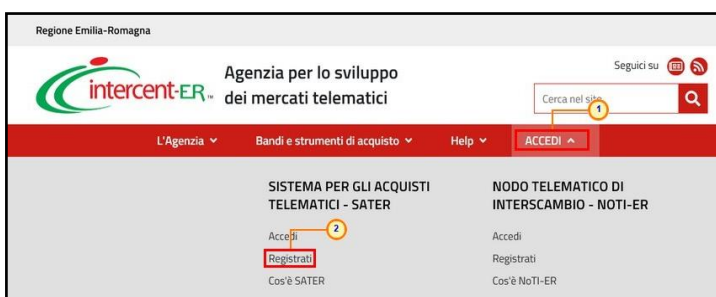 Regione Emilia-Romagna
Seguici su
intercent-ER™
Agenzia per lo sviluppo
dei mercati telematici
Cerca nel sito
1
L'Agenzia
Bandi e strumenti di acquisto
Help
ACCEDI
SISTEMA PER GLI ACQUISTI
TELEMATICI - SATER
Accedi
2
Registrati
Cos'è SATER
NODO TELEMATICO DI
INTERSCAMBIO - NOTI-ER
Accedi
Registrati
Cos'è NoTI-ER